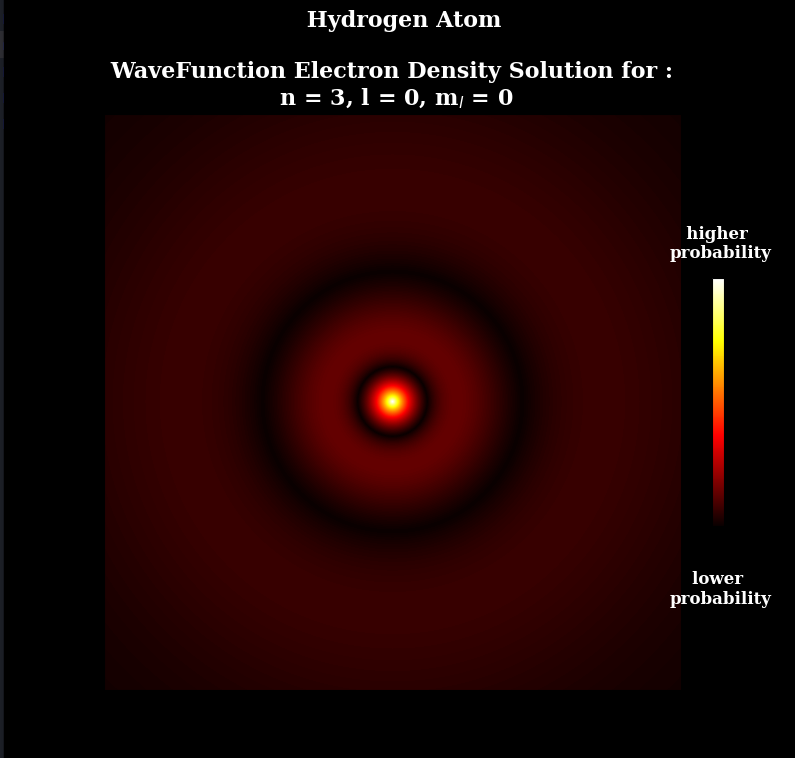 Hydrogen Atom
WaveFunction Electron Density Solution for :
n = 3, l = 0, mₗ = 0
higher
probability
lower
probability